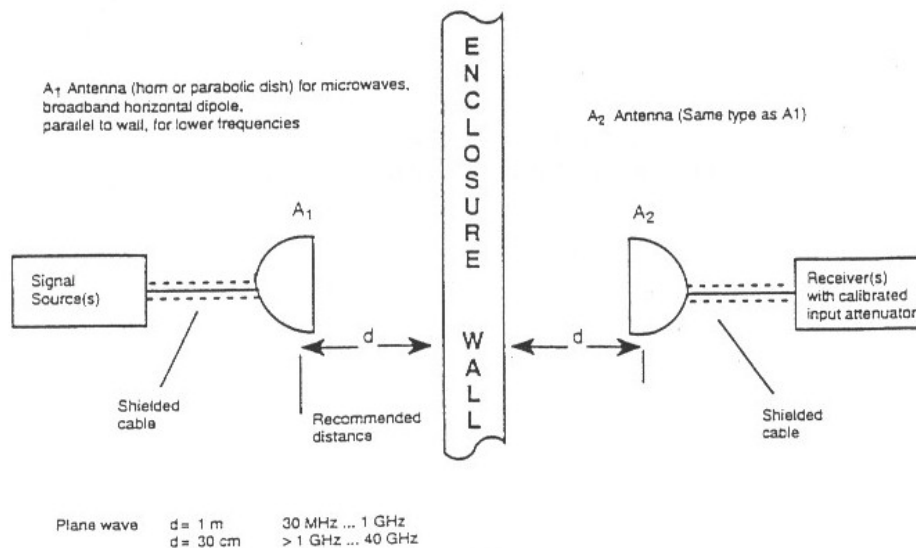 A1 Antenna (horn or parabolic dish) for microwaves,
broadband horizontal dipole,
parallel to wall, for lower frequencies
ENCLOSURE WALL
A2 Antenna (Same type as A1)
A1
A2
Signal
Source(s)
Receiver(s)
with calibrated
input attenuator
d
d
Shielded
cable
Recommended
distance
Shielded
cable
Plane wave d = 1 m 30 MHz ... 1 GHz
d = 30 cm > 1 GHz ... 40 GHz